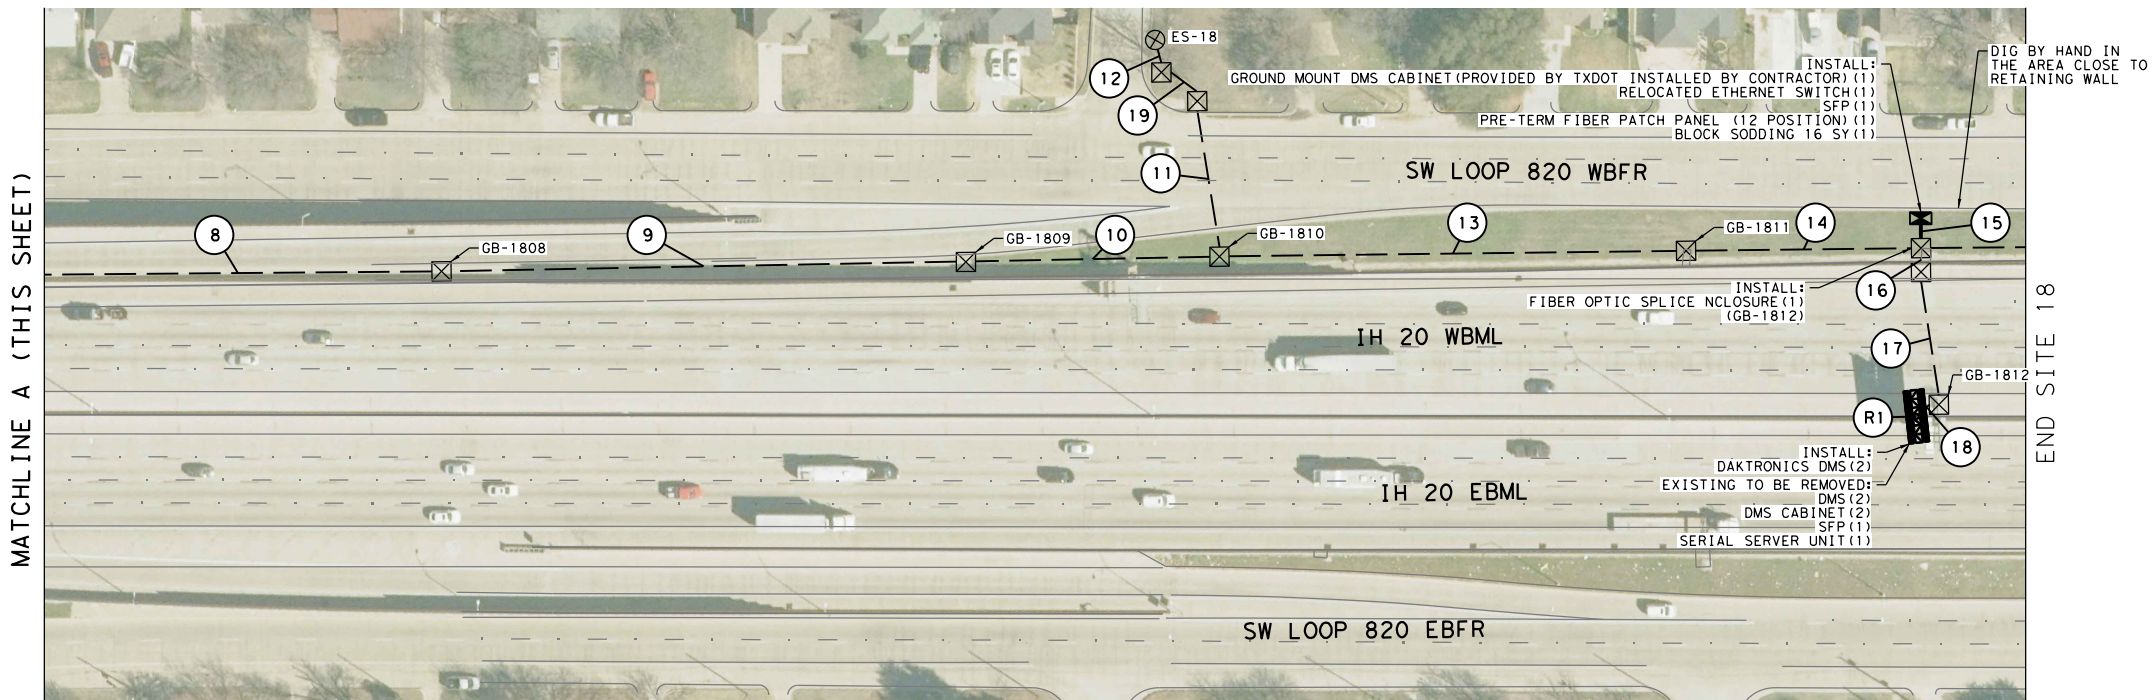 MATCHLINE A (THIS SHEET)
ES-18
12
19
11
INSTALL:
GROUND MOUNT DMS CABINET(PROVIDED BY TXDOT INSTALLED BY CONTRACTOR)(1)
RELOCATED ETHERNET SWITCH(1)
SFP(1)
PRE-TERM FIBER PATCH PANEL (12 POSITION)(1)
BLOCK SODDING 16 SY(1)
DIG BY HAND IN
THE AREA CLOSE TO
RETAINING WALL
SW LOOP 820 WBFR
8
GB-1808
9
GB-1809
10
GB-1810
13
GB-1811
14
15
INSTALL:
FIBER OPTIC SPLICE NCLOSURE(1)
(GB-1812)
16
IH 20 WBML
17
GB-1812
R1
18
END SITE 18
INSTALL:
DAKTRONICS DMS(2)
EXISTING TO BE REMOVED:
DMS(2)
DMS CABINET(2)
SFP(1)
SERIAL SERVER UNIT(1)
IH 20 EBML
SW LOOP 820 EBFR